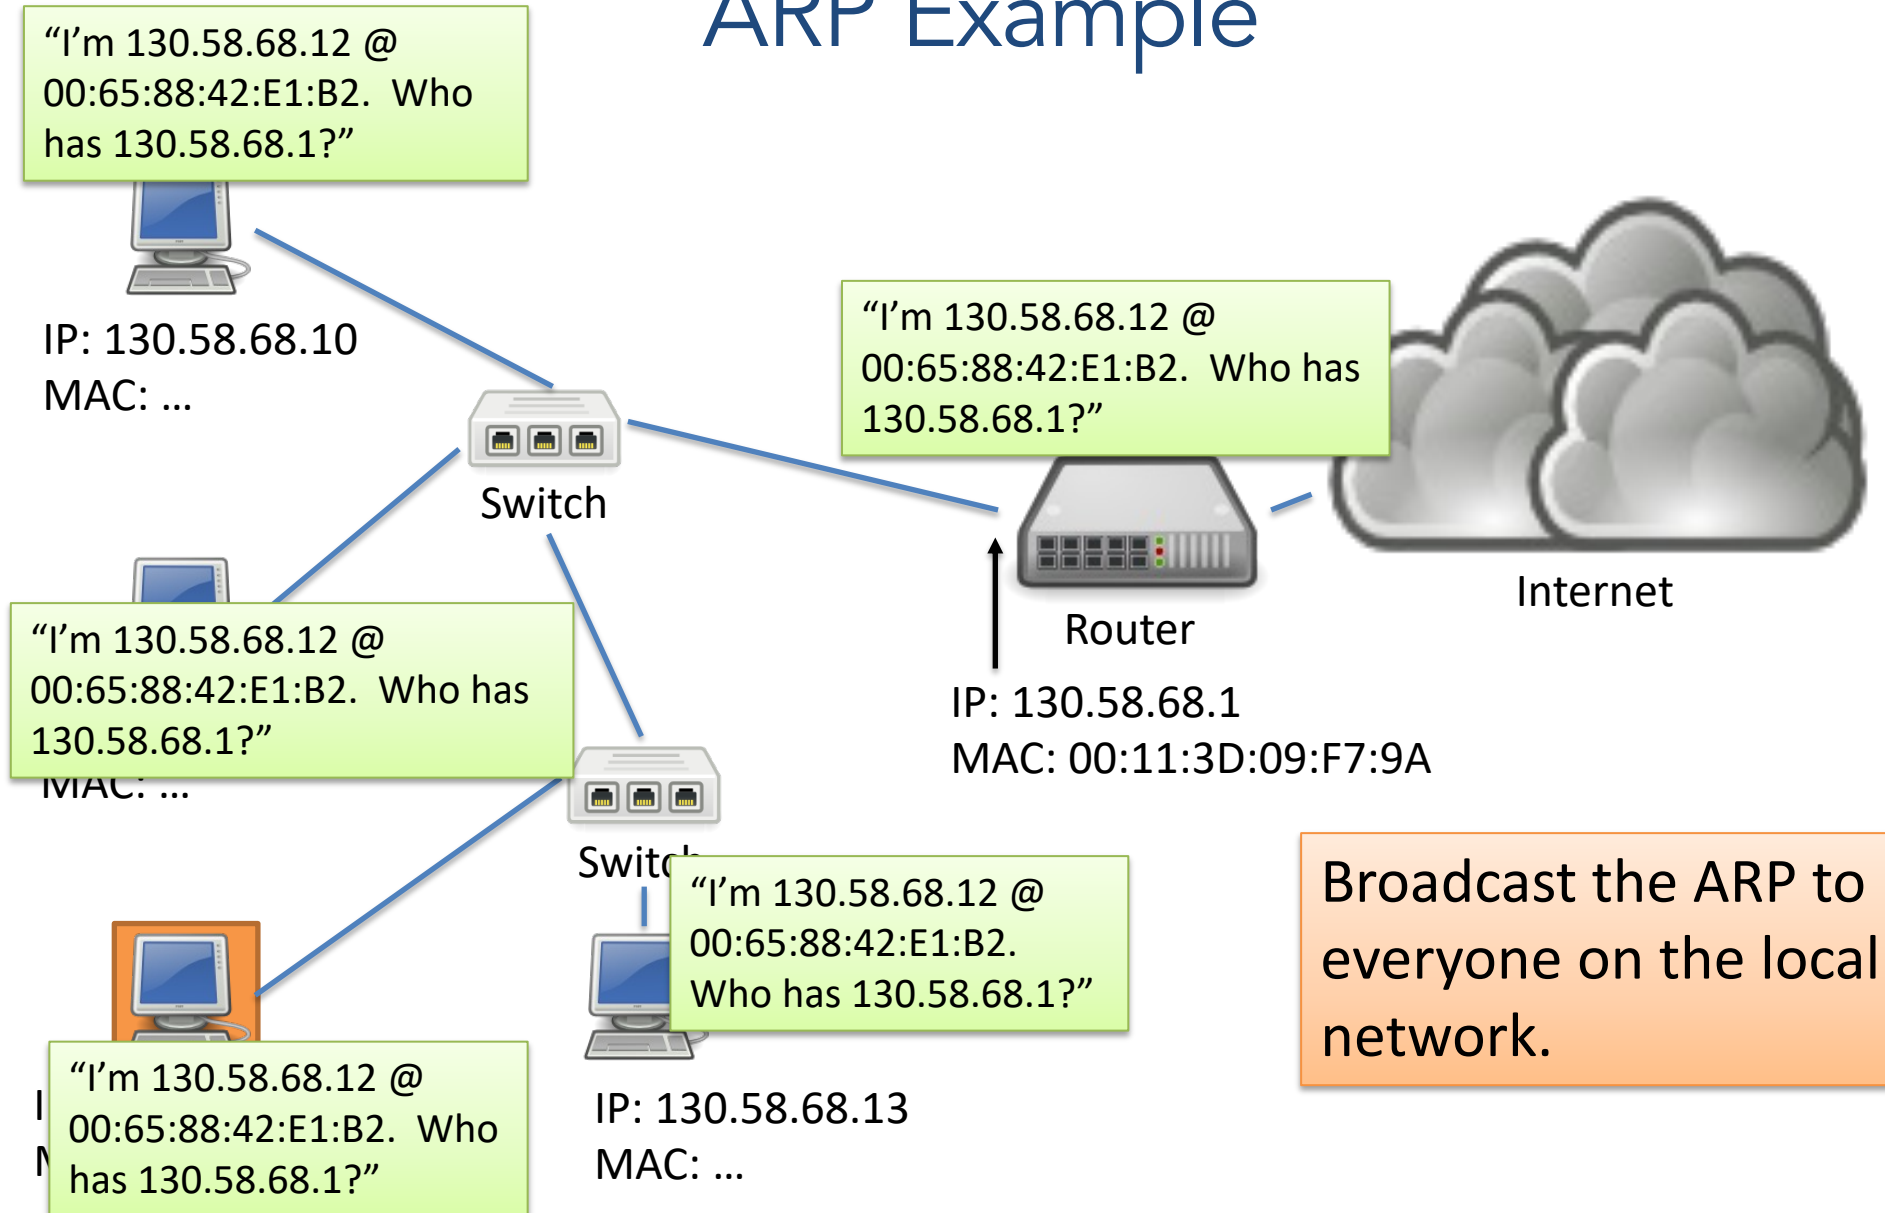 ARP Example
“I’m 130.58.68.12 @
00:65:88:42:E1:B2.  Who
has 130.58.68.1?”
IP: 130.58.68.10
MAC: ...
“I’m 130.58.68.12 @
00:65:88:42:E1:B2.  Who has
130.58.68.1?”
Switch
Internet
Router
IP: 130.58.68.1
MAC: 00:11:3D:09:F7:9A
“I’m 130.58.68.12 @
00:65:88:42:E1:B2.  Who has
130.58.68.1?”
MAC: ...
Switch
“I’m 130.58.68.12 @
00:65:88:42:E1:B2.
Who has 130.58.68.1?”
IP: 130.58.68.13
MAC: ...
Broadcast the ARP to
everyone on the local
network.
“I’m 130.58.68.12 @
00:65:88:42:E1:B2.  Who
has 130.58.68.1?”